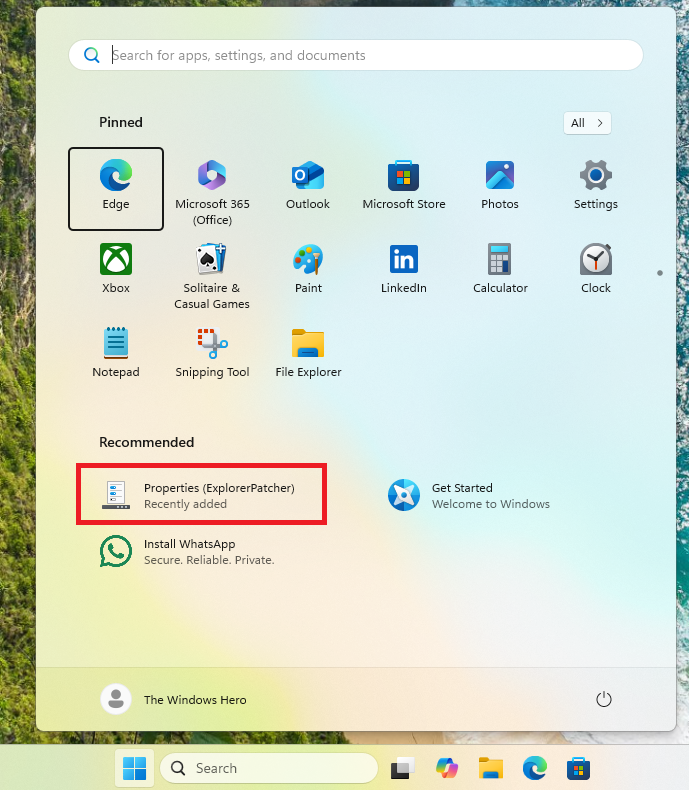 Search for apps, settings, and documents
Pinned
All
Edge
Microsoft 365
(Office)
Outlook
Microsoft Store
Photos
Settings
Xbox
Solitaire &
Casual Games
Paint
LinkedIn
Calculator
Clock
Notepad
Snipping Tool
File Explorer
Recommended
Properties (ExplorerPatcher)
Recently added
Get Started
Welcome to Windows
Install WhatsApp
Secure. Reliable. Private.
The Windows Hero
Search